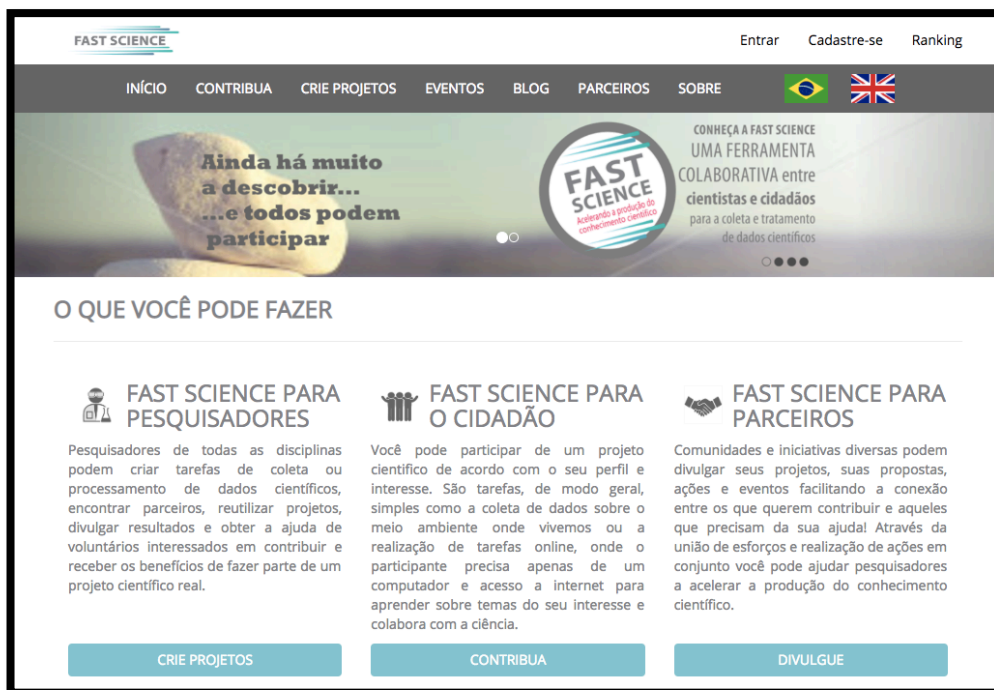 FAST SCIENCE
Entrar Cadastre-se Ranking
INÍCIO CONTRIBUA CRIE PROJETOS EVENTOS BLOG PARCEIROS SOBRE
Ainda há muito
a descobrir...
...e todos podem
participar
FAST
SCIENCE
Acelerando a produção do
conhecimento científico
CONHEÇA A FAST SCIENCE
UMA FERRAMENTA
COLABORATIVA entre
cientistas e cidadãos
para a coleta e tratamento
de dados científicos
O QUE VOCÊ PODE FAZER
FAST SCIENCE PARA
PESQUISADORES
Pesquisadores de todas as disciplinas
podem criar tarefas de coleta ou
processamento de dados científicos,
encontrar parceiros, reutilizar projetos,
divulgar resultados e obter a ajuda de
voluntários interessados em contribuir e
receber os benefícios de fazer parte de um
projeto científico real.
CRIE PROJETOS
FAST SCIENCE PARA
O CIDADÃO
Você pode participar de um projeto
cientifico de acordo com o seu perfil e
interesse. São tarefas, de modo geral,
simples como a coleta de dados sobre o
meio ambiente onde vivemos ou a
realização de tarefas online, onde o
participante precisa apenas de um
computador e acesso a internet para
aprender sobre temas do seu interesse e
colabora com a ciência.
CONTRIBUA
FAST SCIENCE PARA
PARCEIROS
Comunidades e iniciativas diversas podem
divulgar seus projetos, suas propostas,
ações e eventos facilitando a conexão
entre os que querem contribuir e aqueles
que precisam da sua ajuda! Através da
união de esforços e realização de ações em
conjunto você pode ajudar pesquisadores
a acelerar a produção do conhecimento
científico.
DIVULGUE